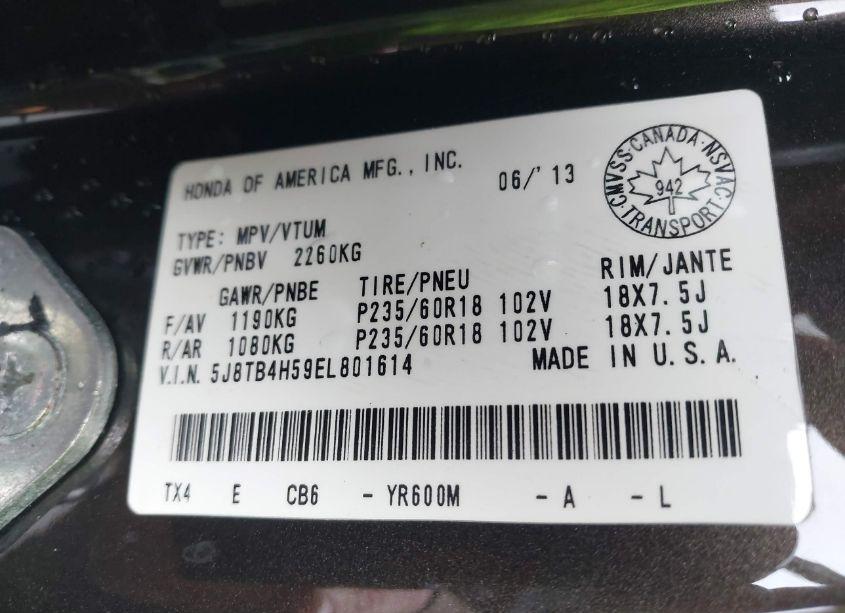 HONDA OF AMERICA MFG., INC. 06/'13
CMVSS·CANADA·NSVAC·TRANSPORT·
942
TYPE: MPV/VTUM
GVWR/PNBV 2260KG
GAWR/PNBE TIRE/PNEU RIM/JANTE
F/AV 1190KG P235/60R18 102V 18X7.5J
R/AR 1080KG P235/60R18 102V 18X7.5J
V.I.N. 5J8TB4H59EL801614 MADE IN U.S.A.
TX4 E CB6 - YR600M - A - L